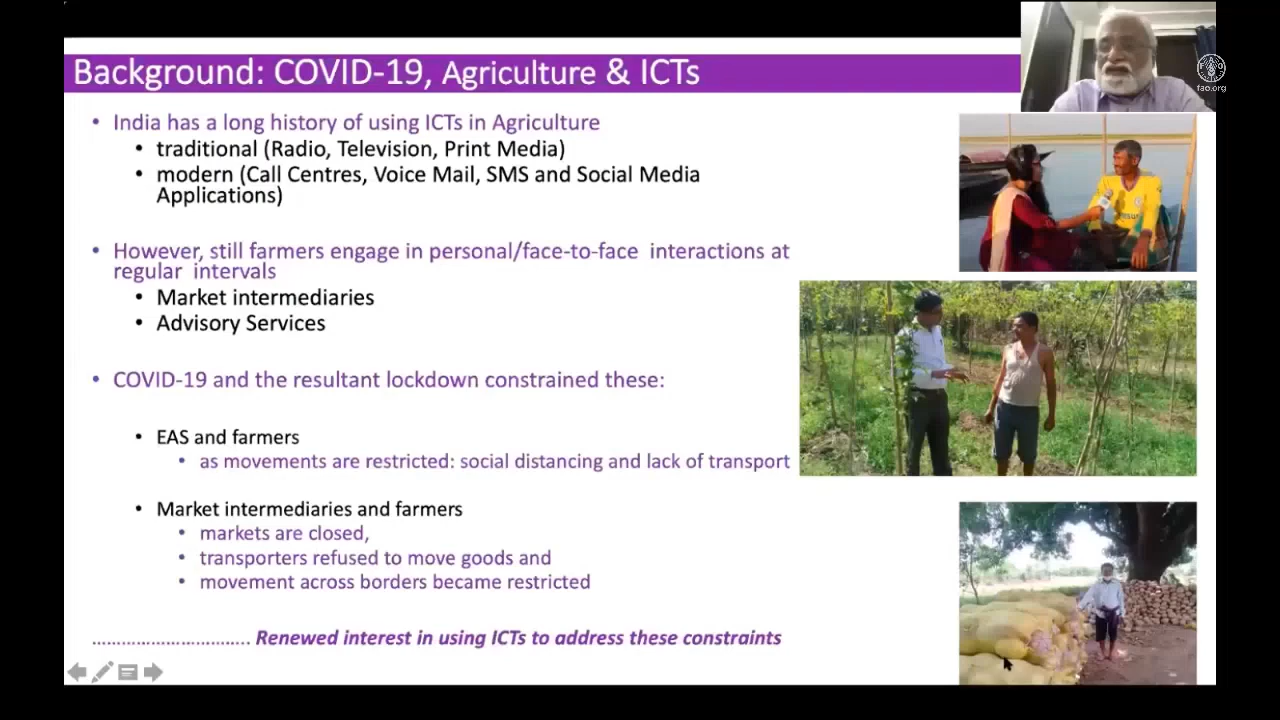 Background: COVID-19, Agriculture & ICTs
fao.org
• India has a long history of using ICTs in Agriculture
• traditional (Radio, Television, Print Media)
• modern (Call Centres, Voice Mail, SMS and Social Media
Applications)
• However, still farmers engage in personal/face-to-face interactions at
regular intervals
• Market intermediaries
• Advisory Services
• COVID-19 and the resultant lockdown constrained these:
• EAS and farmers
• as movements are restricted: social distancing and lack of transport
• Market intermediaries and farmers
• markets are closed,
• transporters refused to move goods and
• movement across borders became restricted
................................ Renewed interest in using ICTs to address these constraints